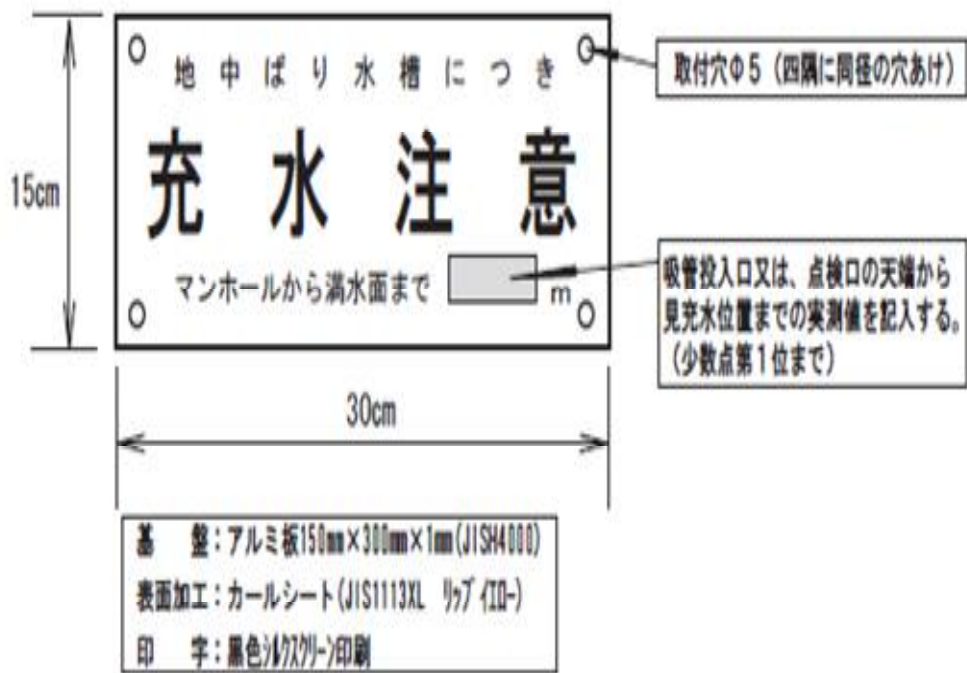 地中ばり水槽につき
充水注意
マンホールから満水面まで m
取付穴Φ5（四隅に同径の穴あけ）
15cm
吸管投入口又は、点検口の天端から
見充水位置までの実測値を記入する。
（少数点第1位まで）
30cm
基 盤：アルミ板150mm×300mm×1mm(JISH4000)
表面加工：カールシート(JIS1113XL リップイエロー)
印 字：黒色シルクスクリーン印刷